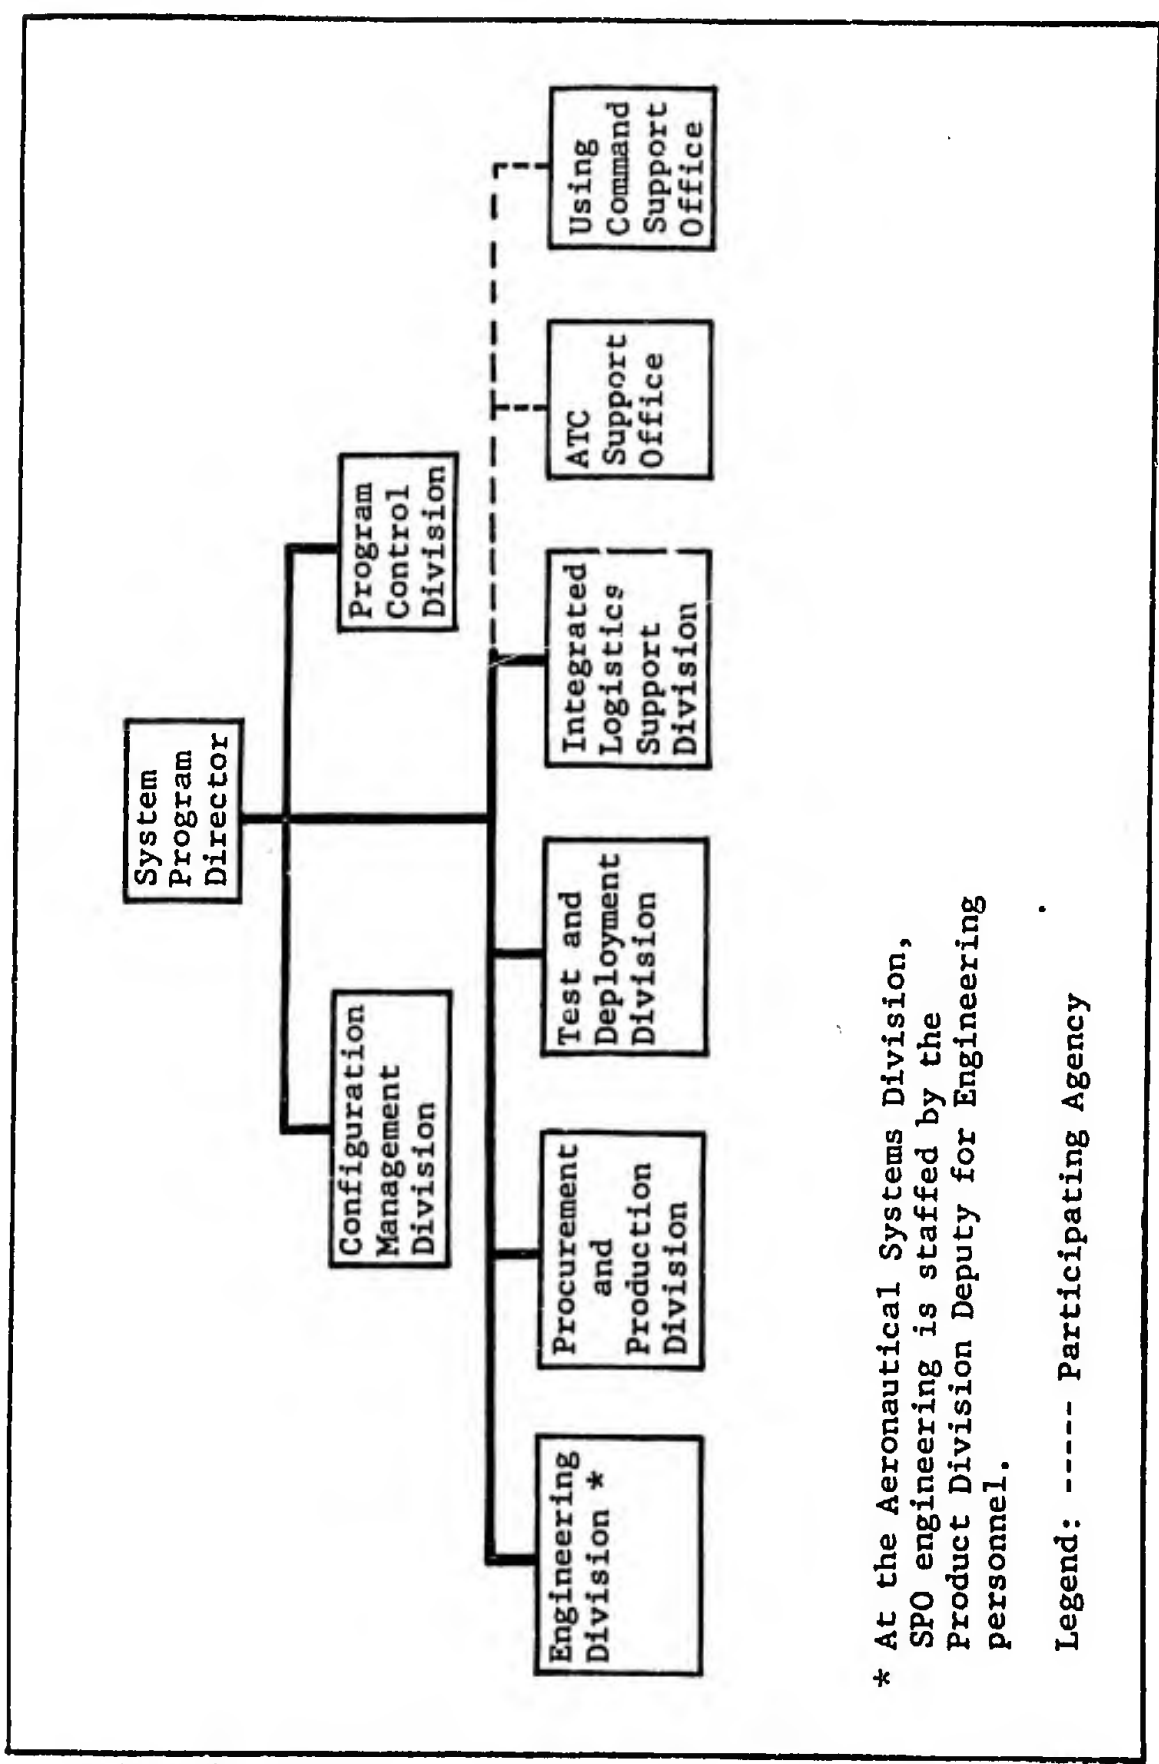 System
Program
Director
Configuration
Management
Division
Program
Control
Division
Engineering
Division *
Procurement
and
Production
Division
Test and
Deployment
Division
Integrated
Logistics
Support
Division
ATC
Support
Office
Using
Command
Support
Office
* At the Aeronautical Systems Division,
SPO engineering is staffed by the
Product Division Deputy for Engineering
personnel.
Legend: ----- Participating Agency